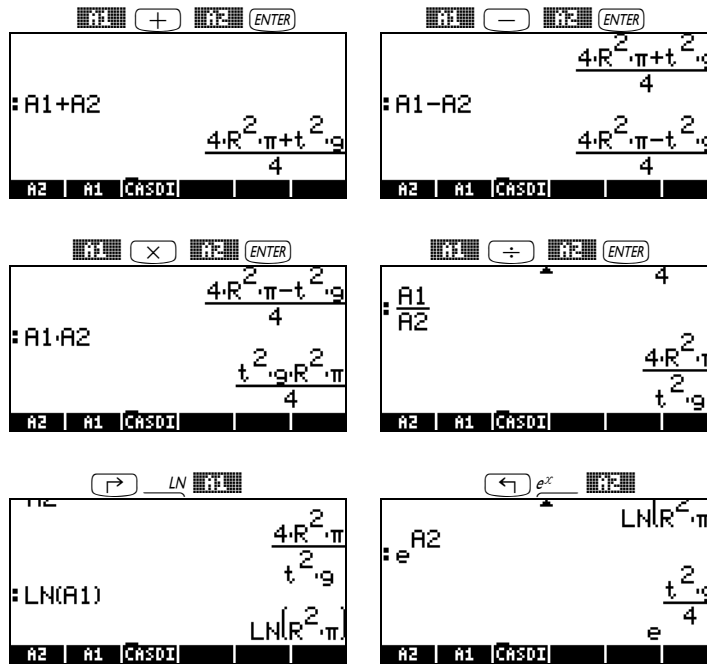 A1 + A2 ENTER
A1 − A2 ENTER
:A1+A2
4·R²·π+t²·g
4
A2 A1 CASDI
4·R²·π+t²·g
4
:A1-A2
4·R²·π-t²·g
4
A2 A1 CASDI
A1 × A2 ENTER
A1 ÷ A2 ENTER
4·R²·π-t²·g
4
:A1·A2
t²·g·R²·π
4
A2 A1 CASDI
4
:A1
A2
4·R²·π
t²·g
A2 A1 CASDI
LN A1
eˣ A2
4·R²·π
t²·g
:LN(A1)
LN(R²·π)
A2 A1 CASDI
LN(R²·π
:e^A2
t²·g
4
e
A2 A1 CASDI